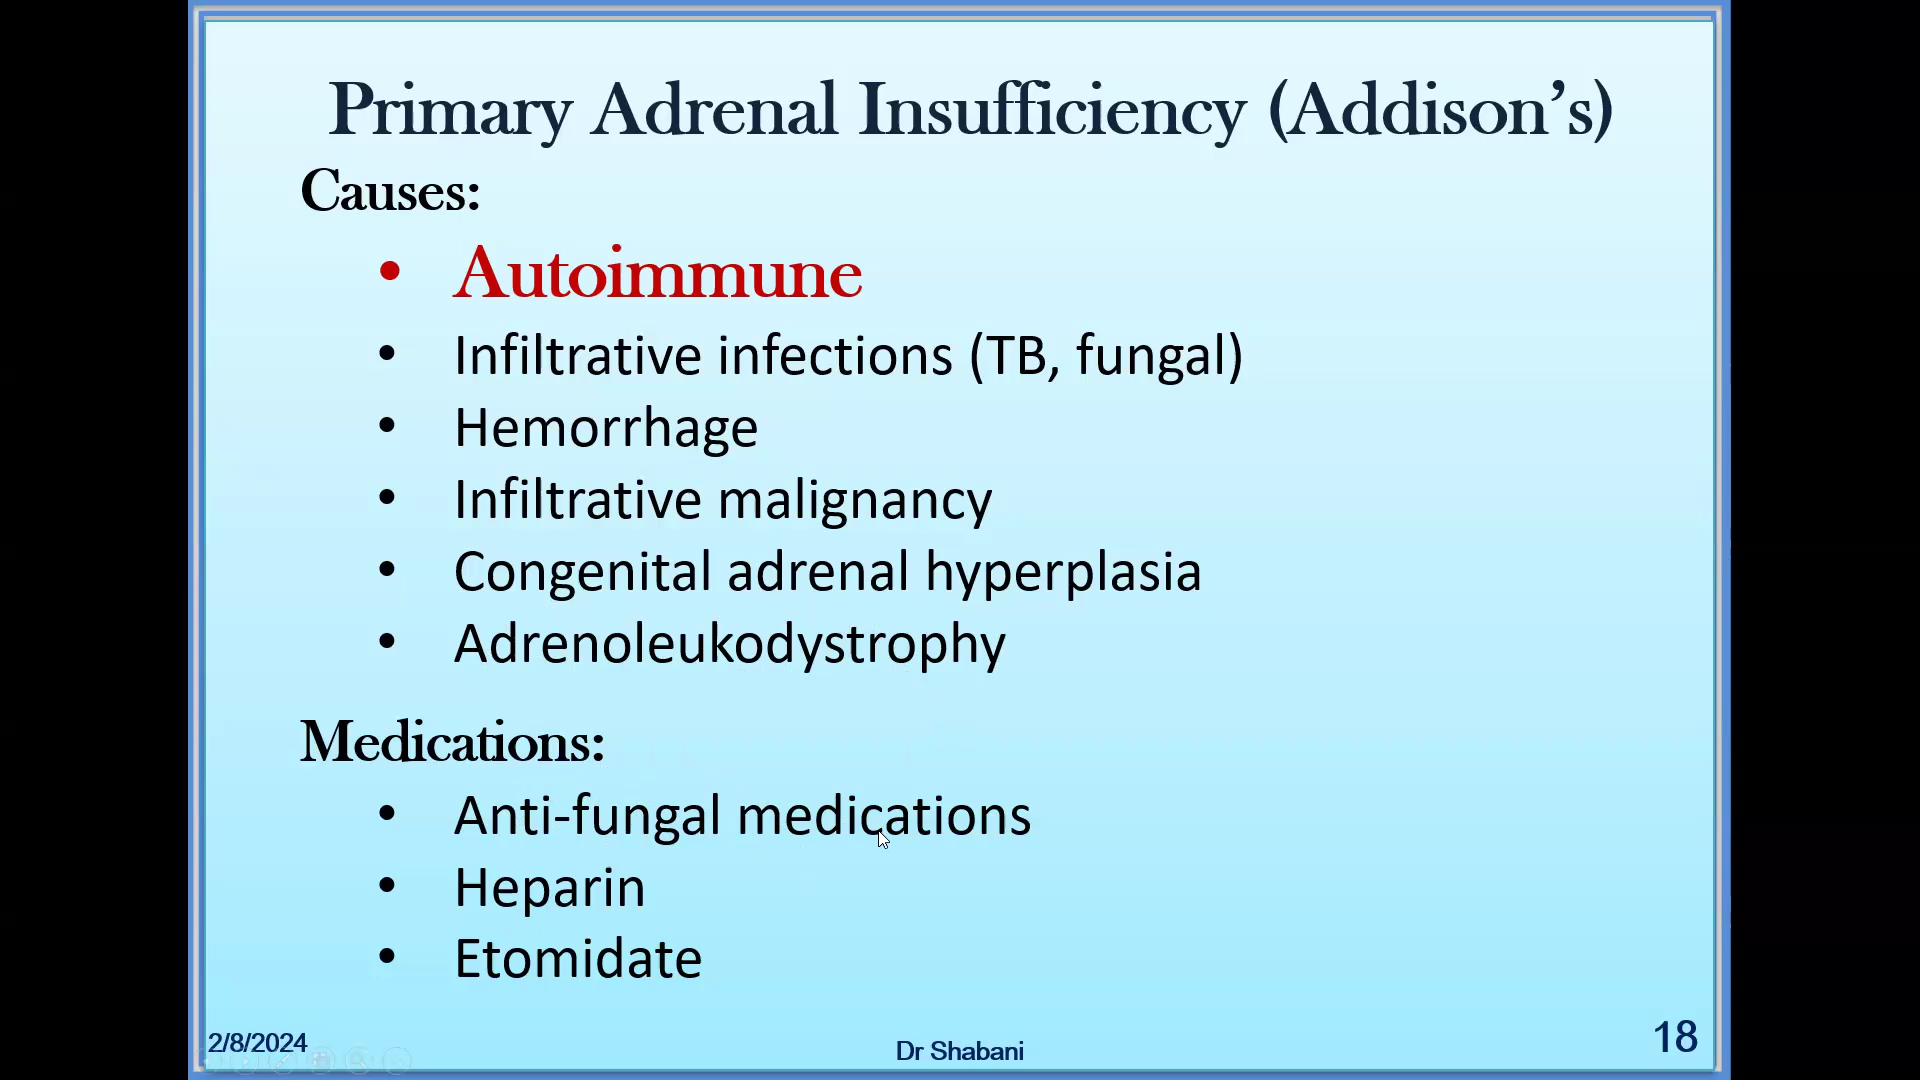 Primary Adrenal Insufficiency (Addison's)
Causes:
• Autoimmune
• Infiltrative infections (TB, fungal)
• Hemorrhage
• Infiltrative malignancy
• Congenital adrenal hyperplasia
• Adrenoleukodystrophy
Medications:
• Anti-fungal medications
• Heparin
• Etomidate
2/8/2024
Dr Shabani
18